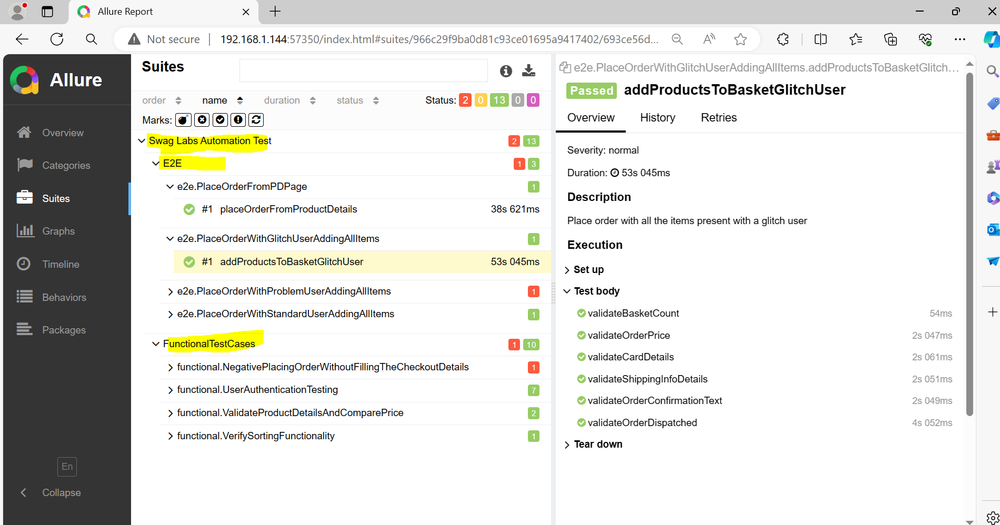 Allure Report
Not secure
192.168.1.144:57350/index.html#suites/966c29f9ba0d81c93ce01695a9417402/693ce56d...
Allure
Overview
Categories
Suites
Graphs
Timeline
Behaviors
Packages
En
Collapse
Suites
order name duration status Status: 2 0 13 0 0
Marks:
Swag Labs Automation Test 2 13
E2E 1 3
e2e.PlaceOrderFromPDPage 1
#1 placeOrderFromProductDetails 38s 621ms
e2e.PlaceOrderWithGlitchUserAddingAllItems 1
#1 addProductsToBasketGlitchUser 53s 045ms
e2e.PlaceOrderWithProblemUserAddingAllItems 1
e2e.PlaceOrderWithStandardUserAddingAllItems 1
FunctionalTestCases 1 10
functional.NegativePlacingOrderWithoutFillingTheCheckoutDetails 1
functional.UserAuthenticationTesting 7
functional.ValidateProductDetailsAndComparePrice 2
functional.VerifySortingFunctionality 1
e2e.PlaceOrderWithGlitchUserAddingAllItems.addProductsToBasketGlitch...
Passed addProductsToBasketGlitchUser
Overview History Retries
Severity: normal
Duration: 53s 045ms
Description
Place order with all the items present with a glitch user
Execution
Set up
Test body
validateBasketCount 54ms
validateOrderPrice 2s 047ms
validateCardDetails 2s 061ms
validateShippingInfoDetails 2s 051ms
validateOrderConfirmationText 2s 049ms
validateOrderDispatched 4s 052ms
Tear down